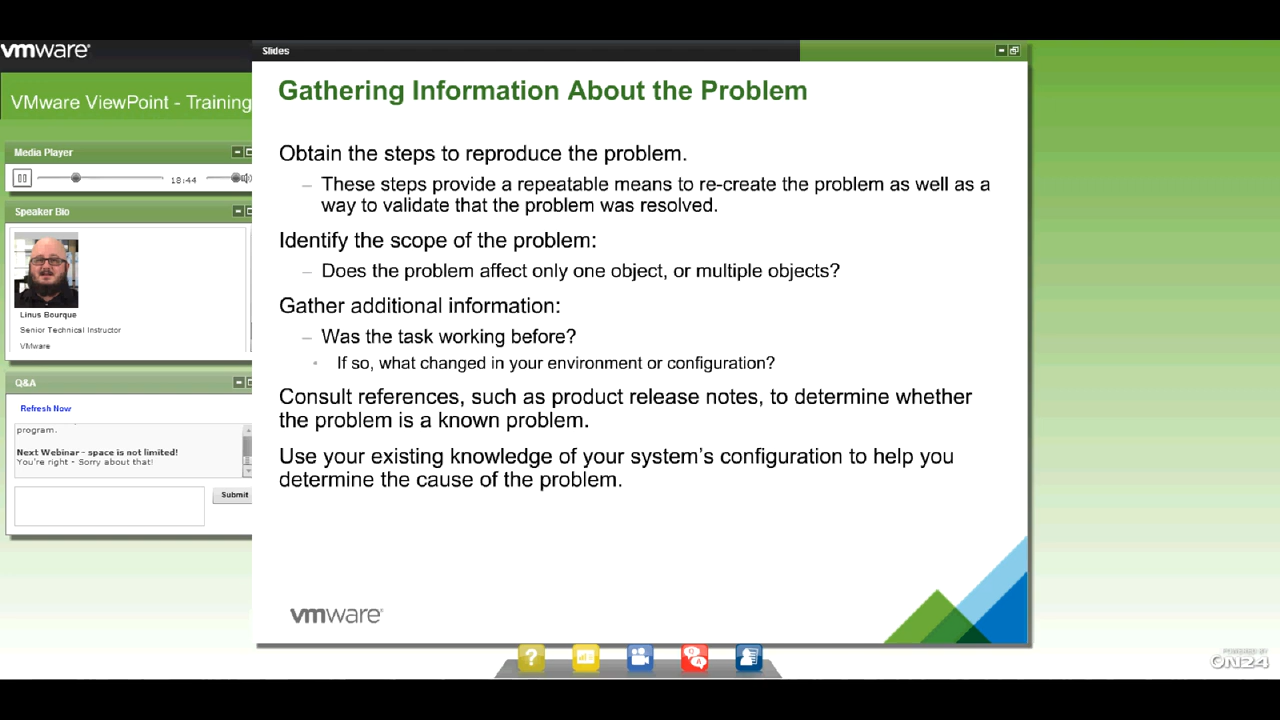 vmware®
VMware ViewPoint - Training
Media Player
18:44
Speaker Bio
Linus Bourque
Senior Technical Instructor
VMware
Q&A
Refresh Now
program.
Next Webinar - space is not limited!
You're right - Sorry about that!
Submit
Slides
Gathering Information About the Problem
Obtain the steps to reproduce the problem.
– These steps provide a repeatable means to re-create the problem as well as a
way to validate that the problem was resolved.
Identify the scope of the problem:
– Does the problem affect only one object, or multiple objects?
Gather additional information:
– Was the task working before?
• If so, what changed in your environment or configuration?
Consult references, such as product release notes, to determine whether
the problem is a known problem.
Use your existing knowledge of your system's configuration to help you
determine the cause of the problem.
vmware®
?
Q A
POWERED BY
ON24